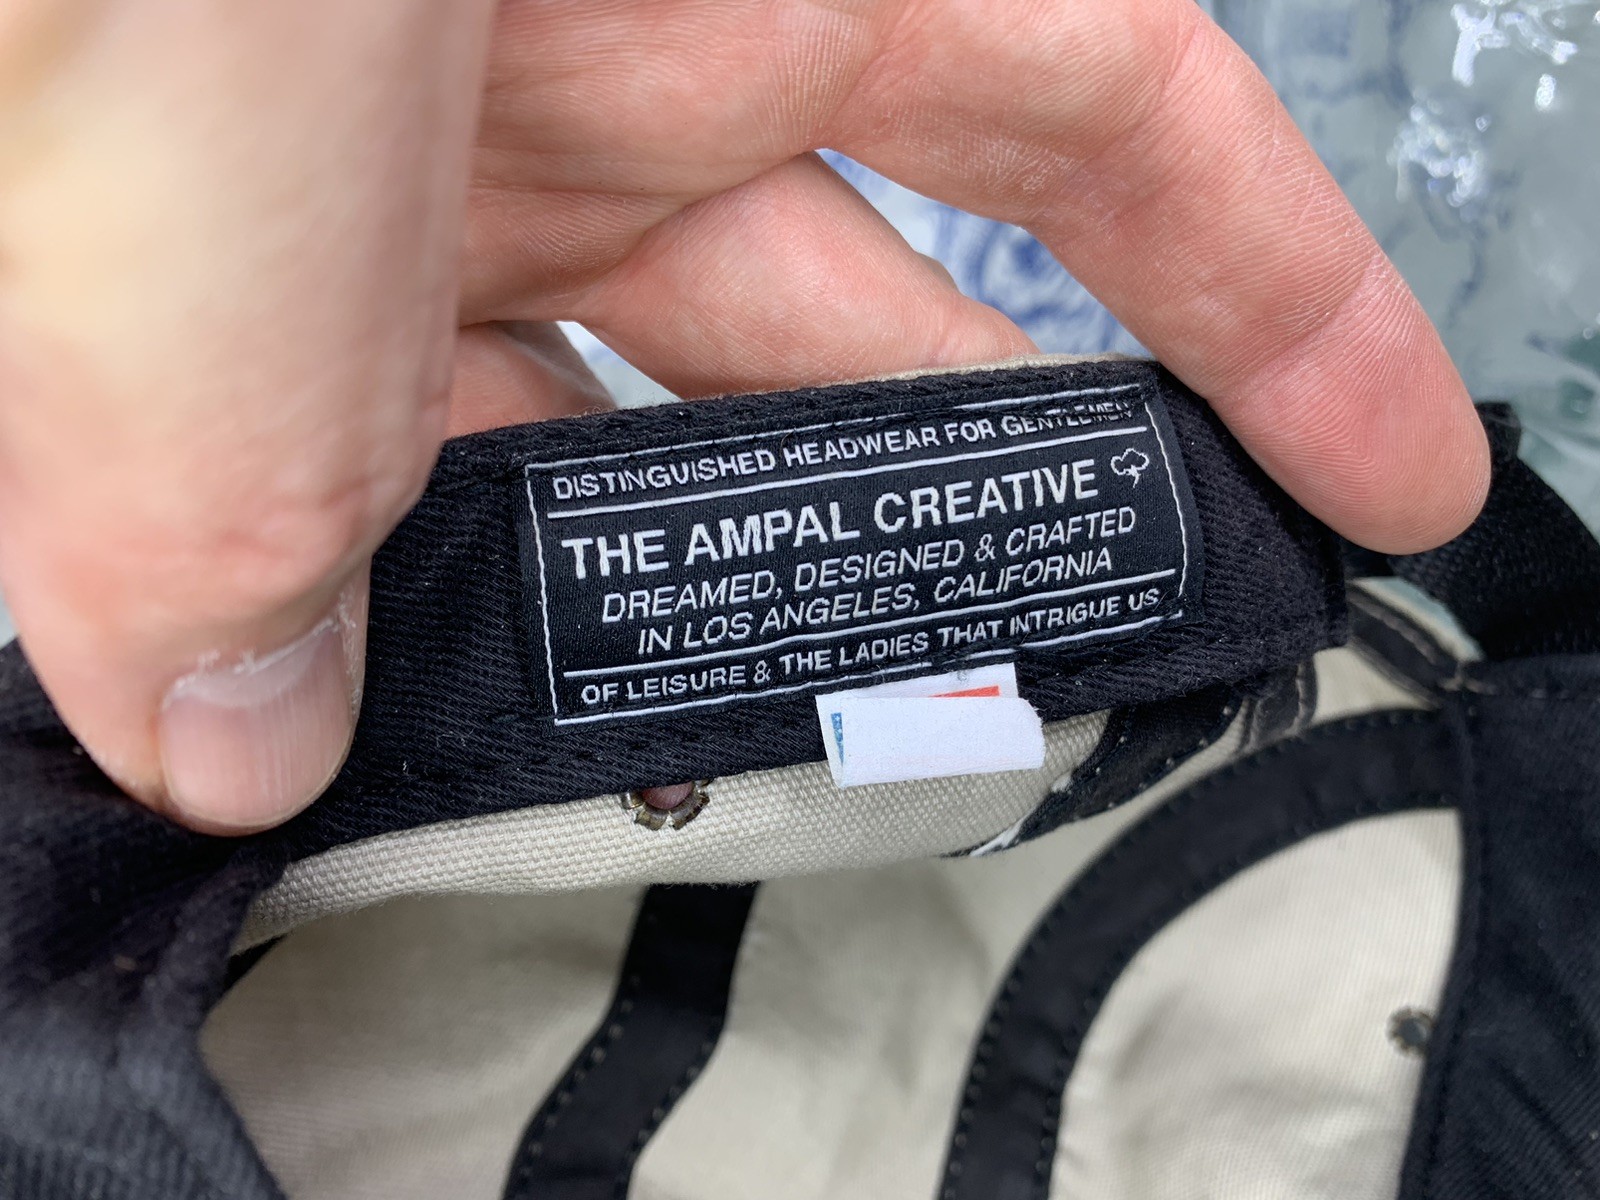 DISTINGUISHED HEADWEAR FOR GENTLEMEN
THE AMPAL CREATIVE
DREAMED, DESIGNED & CRAFTED
IN LOS ANGELES, CALIFORNIA
OF LEISURE & THE LADIES THAT INTRIGUE US